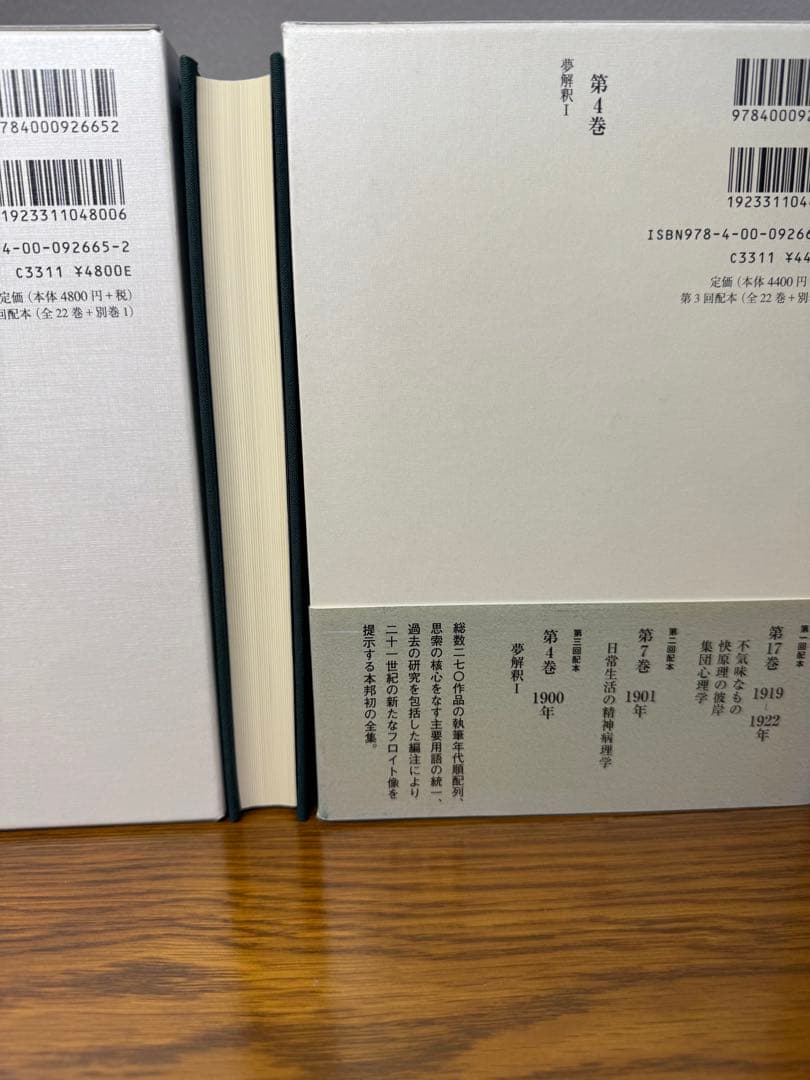 784000926652
1923311048006
4-00-092665-2
C3311 ¥4800E
定価（本体 4800 円＋税）
回配本（全 22 巻＋別巻 1）
第4巻
夢解釈 I
97840009
19233110
ISBN978-4-00-0926
C3311 ¥44
定価（本体 4400 円
第 3 回配本（全 22 巻＋別
第一回配本
第17巻 1919-1922年
不気味なもの
快原理の彼岸
集団心理学
第二回配本
第7巻 1901年
日常生活の精神病理学
第三回配本
第4巻 1900年
夢解釈 I
総数二七〇作品の執筆年代順配列、
思索の核心をなす主要用語の統一、
過去の研究を包括した編注により
二十一世紀の新たなフロイト像を
提示する本邦初の全集。